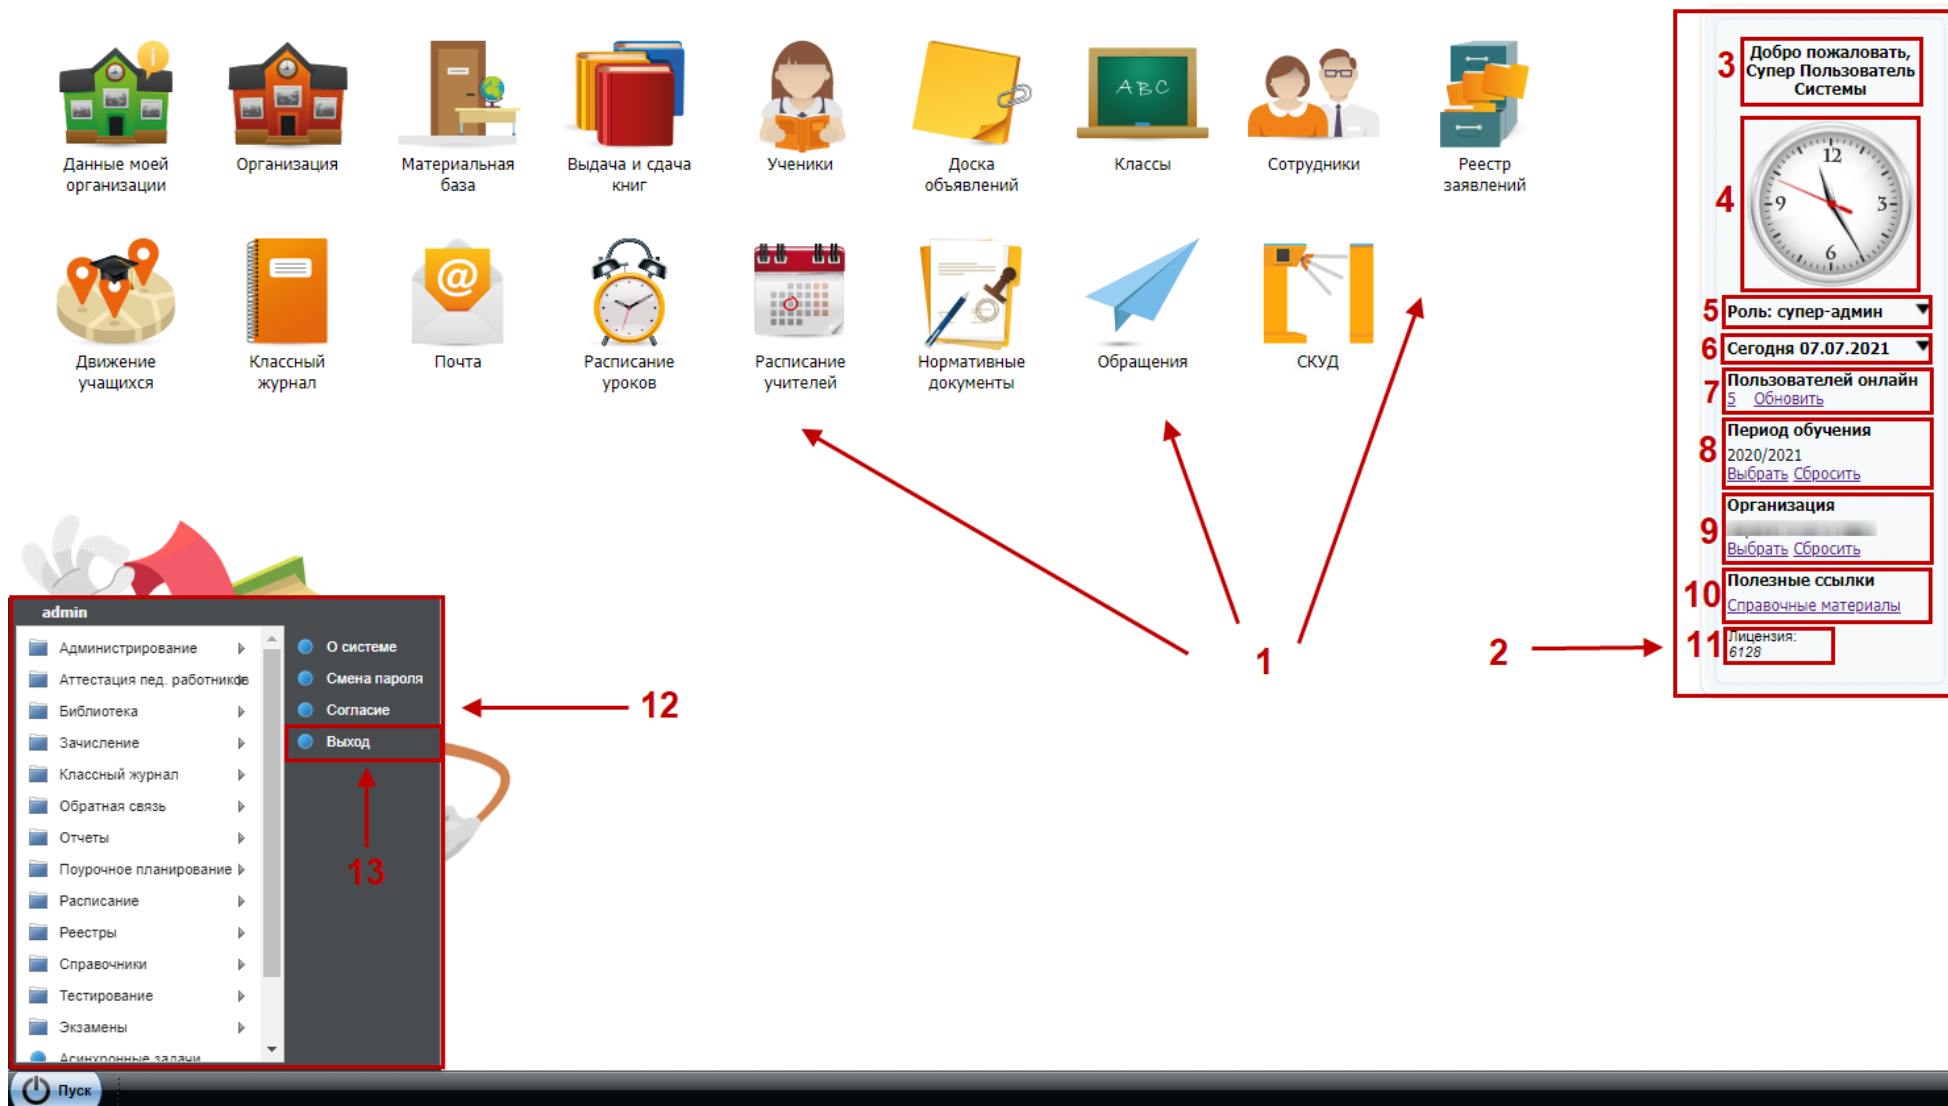 Данные моей
организации
Организация
Материальная
база
Выдача и сдача
книг
Ученики
Доска
объявлений
ABC
Классы
Сотрудники
Реестр
заявлений
Движение
учащихся
Классный
журнал
@
Почта
Расписание
уроков
Расписание
учителей
Нормативные
документы
Обращения
СКУД
1
2
3
Добро пожаловать,
Супер Пользователь
Системы
4
12
3
6
9
5
Роль: супер-админ
6
Сегодня 07.07.2021
7
Пользователей онлайн
5 Обновить
8
Период обучения
2020/2021
Выбрать Сбросить
9
Организация
Выбрать Сбросить
10
Полезные ссылки
Справочные материалы
11
Лицензия:
6128
admin
Администрирование
Аттестация пед. работников
Библиотека
Зачисление
Классный журнал
Обратная связь
Отчеты
Поурочное планирование
Расписание
Реестры
Справочники
Тестирование
Экзамены
Асинхронные задачи
О системе
Смена пароля
Согласие
Выход
12
13
Пуск